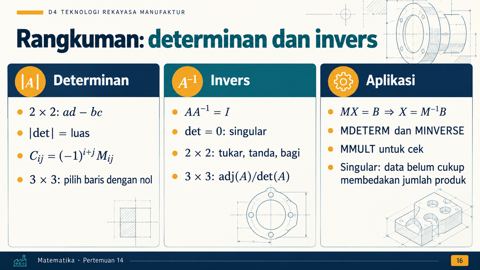 D4 TEKNOLOGI REKAYASA MANUFAKTUR
Rangkuman: determinan dan invers
|A| Determinan
2 × 2: ad − bc
|det| = luas
Cᵢⱼ = (−1)ⁱ⁺ʲ Mᵢⱼ
3 × 3: pilih baris dengan nol
A⁻¹ Invers
AA⁻¹ = I
det = 0: singular
2 × 2: tukar, tanda, bagi
3 × 3: adj(A)/det(A)
Aplikasi
MX = B ⇒ X = M⁻¹B
MDETERM dan MINVERSE
MMULT untuk cek
Singular: data belum cukup
membedakan jumlah produk
Matematika • Pertemuan 14
16